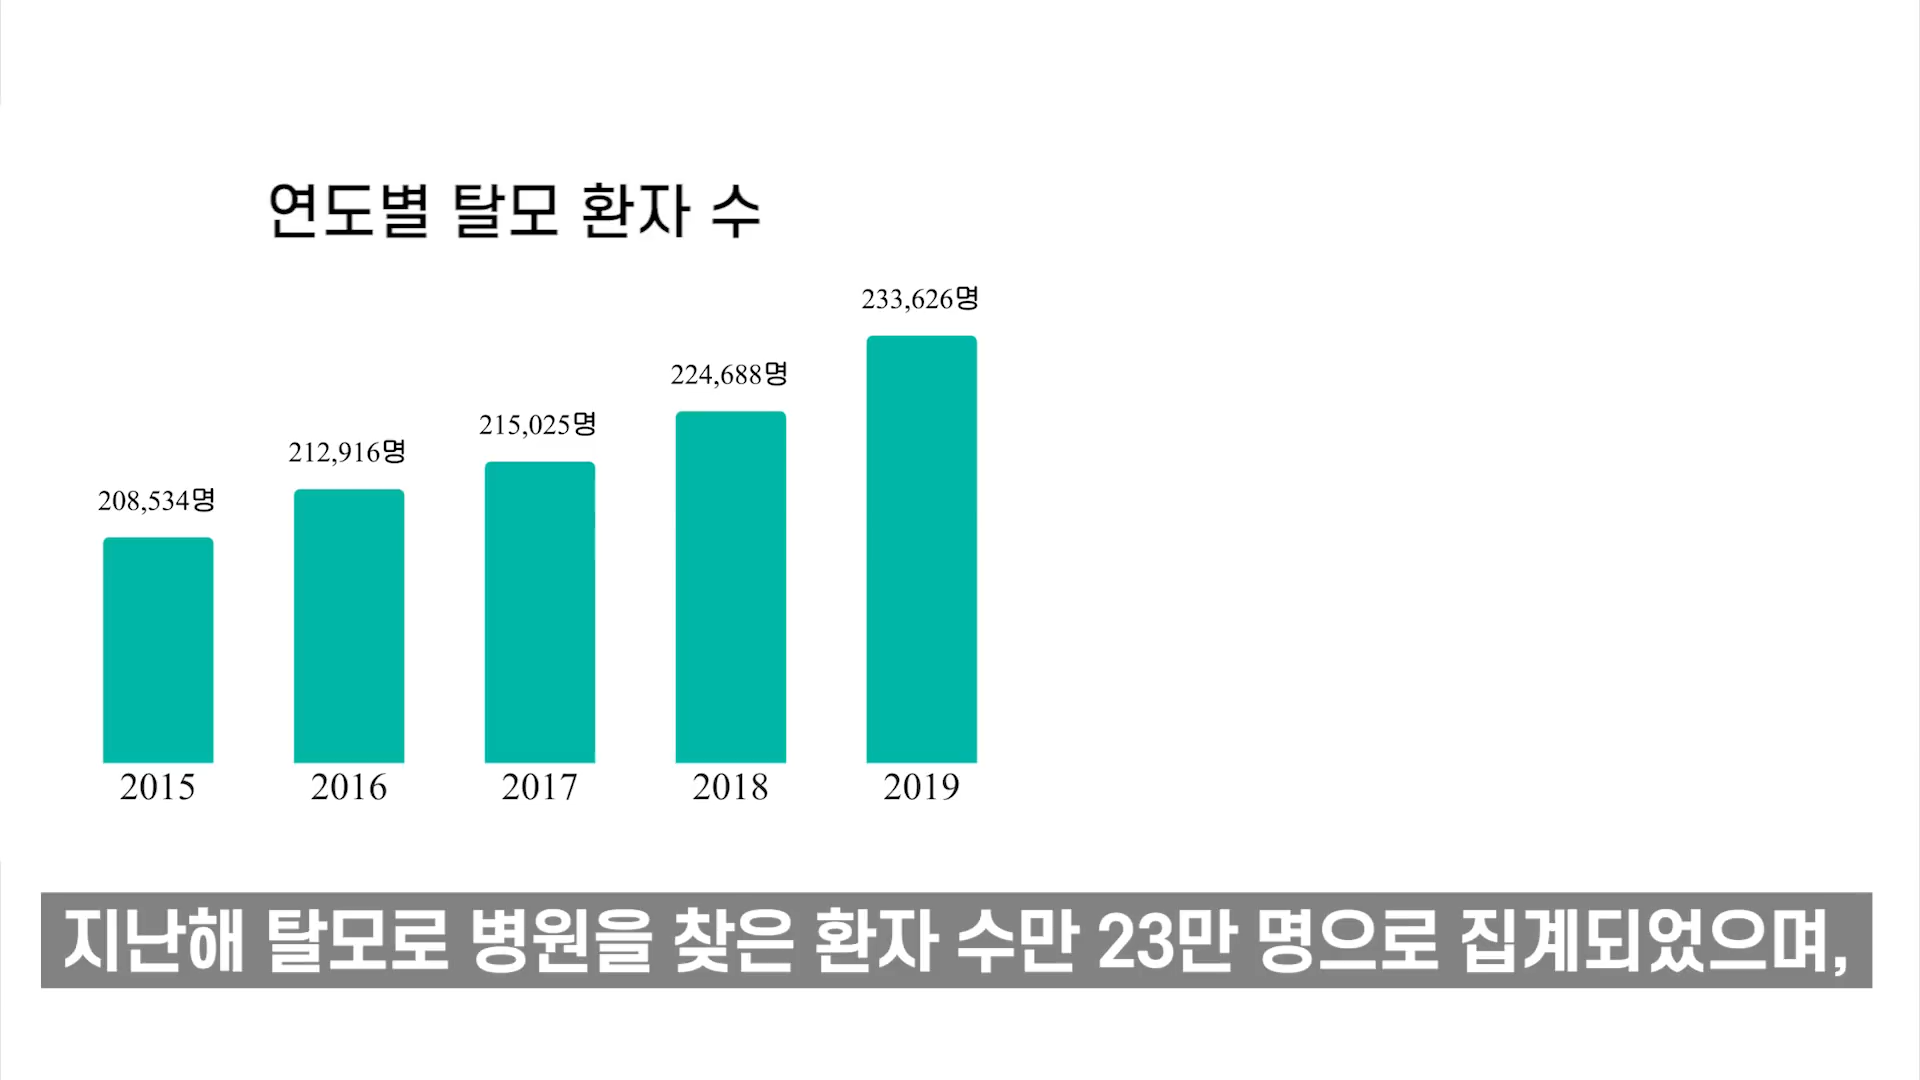 연도별 탈모 환자 수
233,626명
224,688명
215,025명
212,916명
208,534명
2015 2016 2017 2018 2019
지난해 탈모로 병원을 찾은 환자 수만 23만 명으로 집계되었으며,